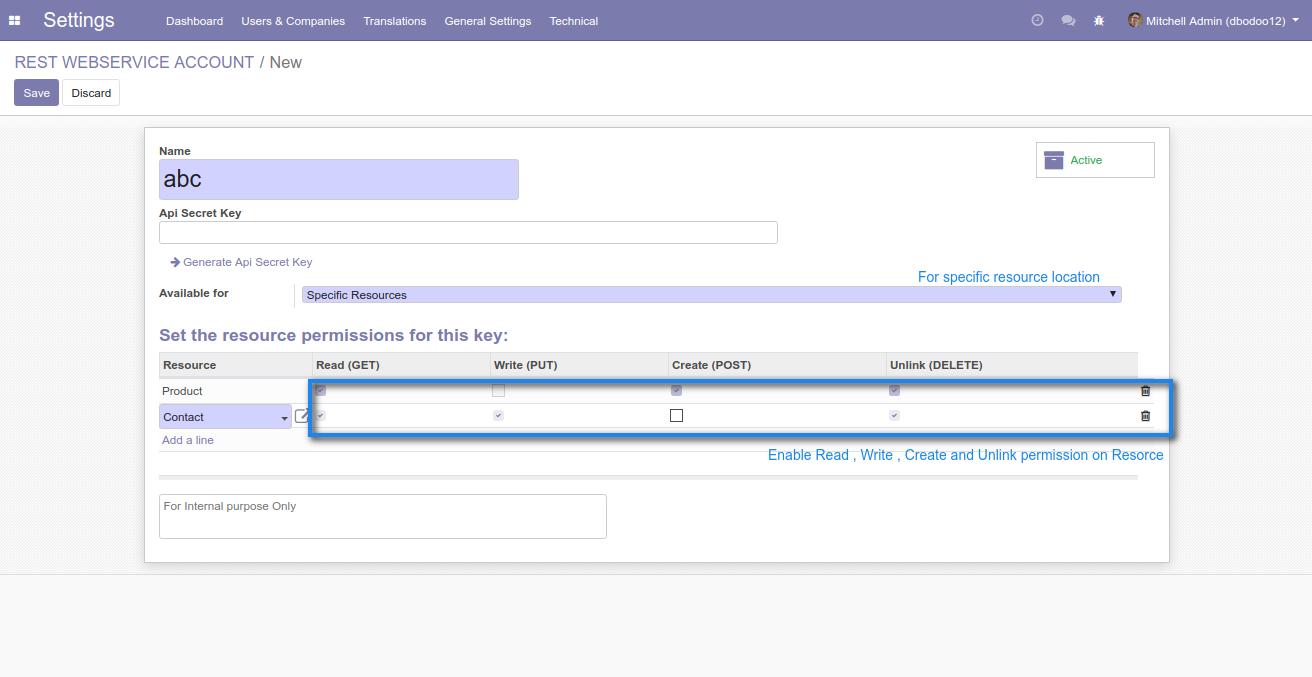 Settings Dashboard Users & Companies Translations General Settings Technical Mitchell Admin (dbodoo12)
REST WEBSERVICE ACCOUNT / New
Save Discard
Name
abc
Active
Api Secret Key
Generate Api Secret Key
For specific resource location
Available for Specific Resources
Set the resource permissions for this key:
Resource Read (GET) Write (PUT) Create (POST) Unlink (DELETE)
Product
Contact
Add a line
Enable Read , Write , Create and Unlink permission on Resorce
For Internal purpose Only